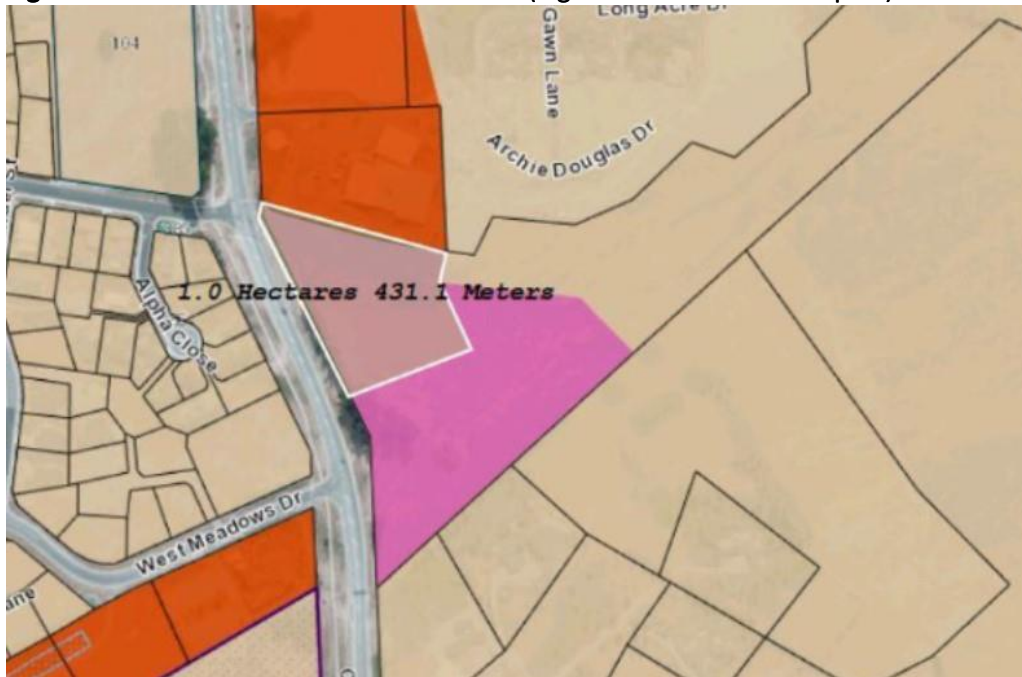 Long Acre Dr
104
Gawn Lane
Archie Douglas Dr
1.0 Hectares 431.1 Meters
Alpha Close
West Meadows Dr